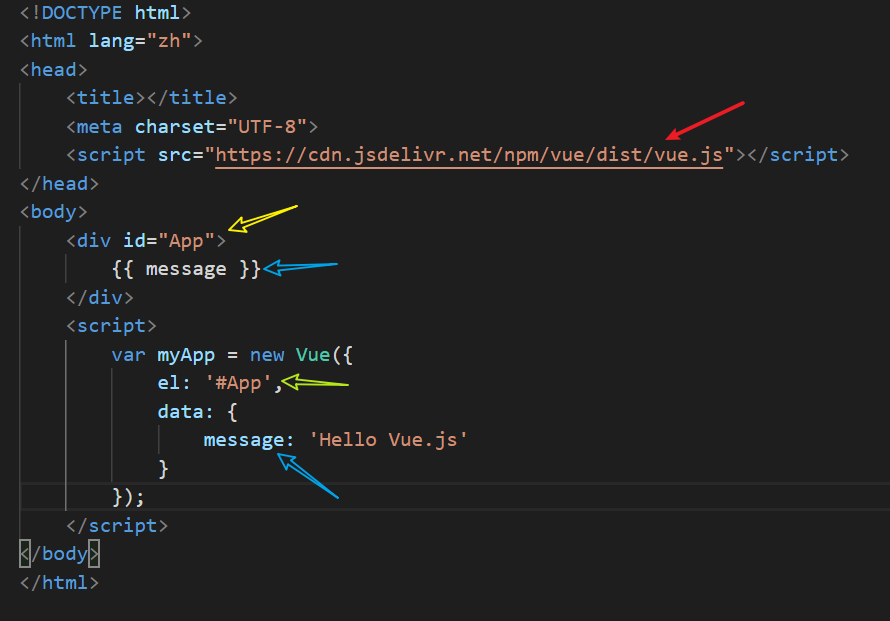 <!DOCTYPE html>
<html lang="zh">
<head>
    <title></title>
    <meta charset="UTF-8">
    <script src="https://cdn.jsdelivr.net/npm/vue/dist/vue.js"></script>
</head>
<body>
    <div id="App">
        {{ message }}
    </div>
    <script>
        var myApp = new Vue({
            el: '#App',
            data: {
                message: 'Hello Vue.js'
            }
        });
    </script>
</body>
</html>